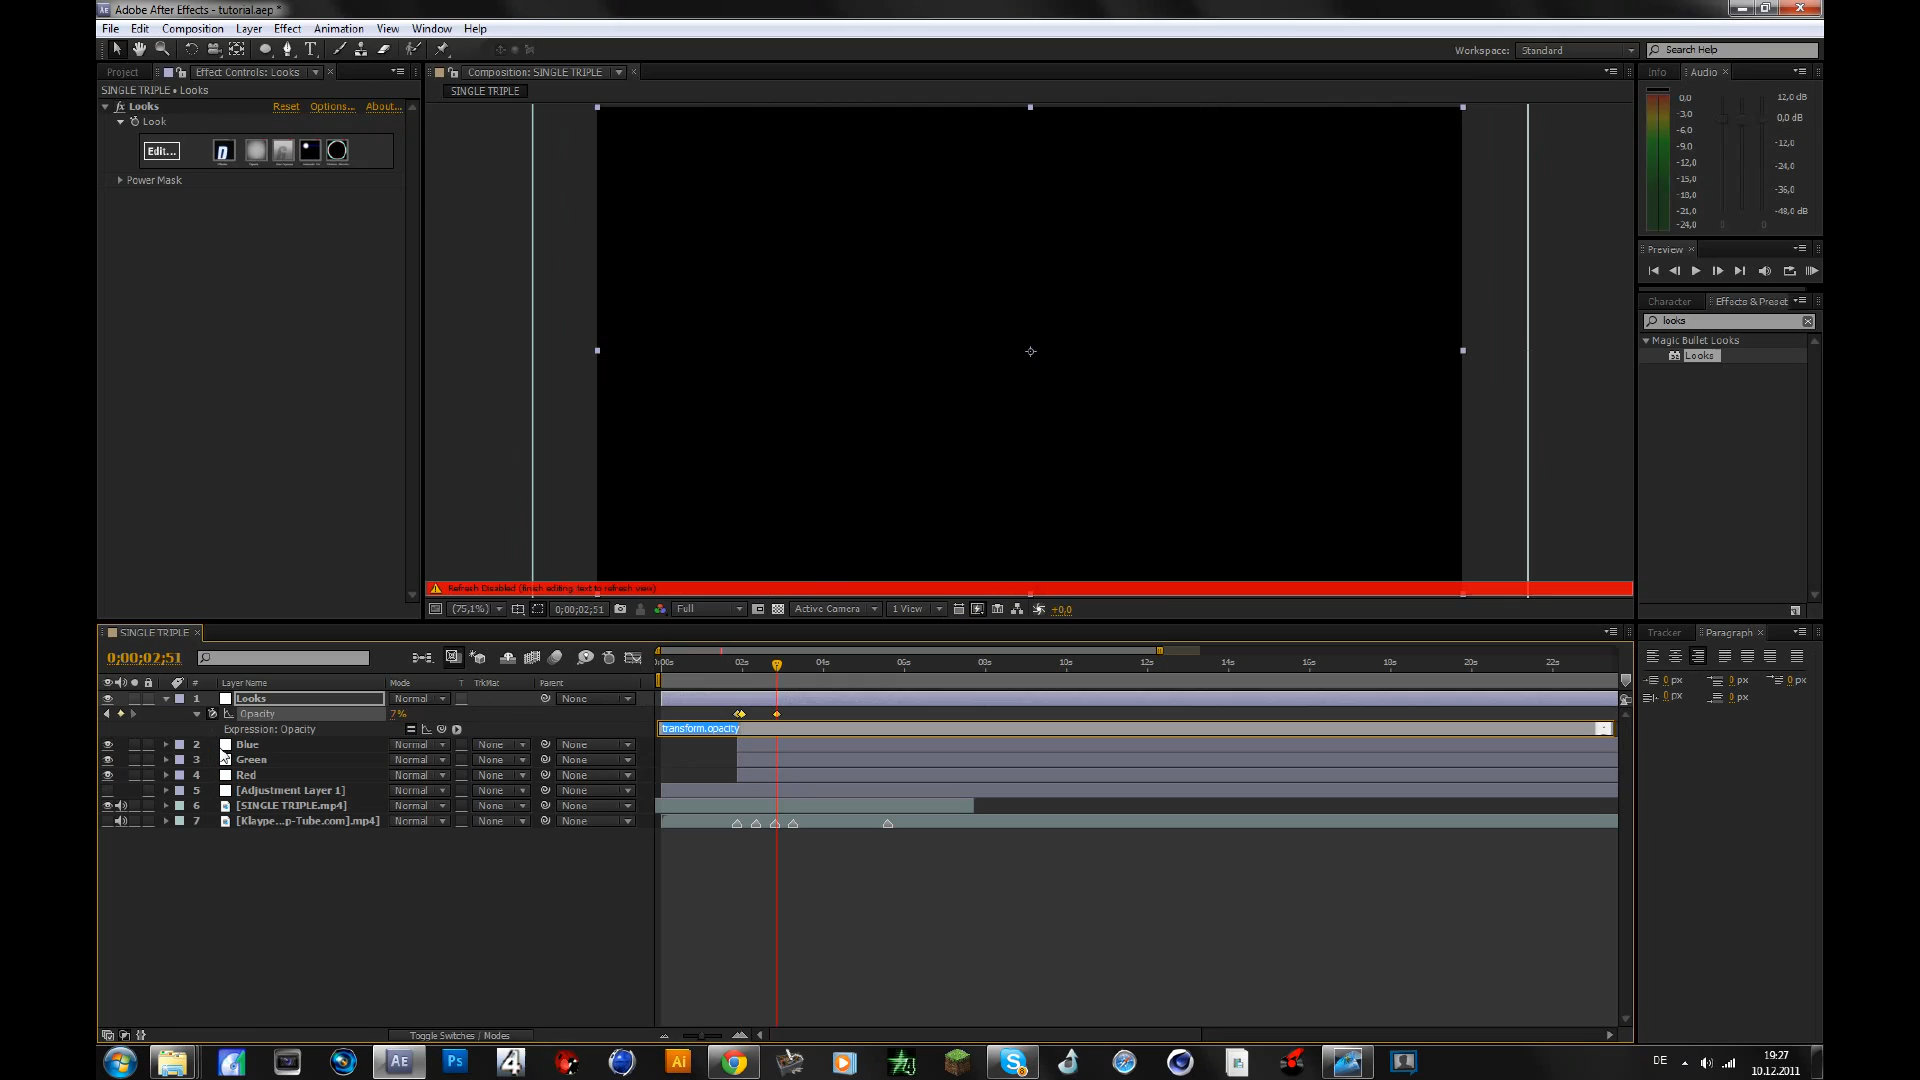 Adobe After Effects - tutorial.aep *
File Edit Composition Layer Effect Animation View Window Help
Workspace: Standard Search Help
Project Effect Controls: Looks Composition: SINGLE TRIPLE Info Audio
SINGLE TRIPLE • Looks SINGLE TRIPLE
Looks Reset Options... About...
Look
Edit...
Power Mask
0,0 12,0 dB
-3,0
-6,0 0,0 dB
-9,0
-12,0 -12,0 dB
-15,0 -24,0
-18,0 -36,0
-21,0 -48,0 dB
-24,0 0 0
Preview
Character Effects & Preset
looks
Magic Bullet Looks
Looks
Refresh Disabled (finish editing text to refresh view)
(75,1%) 0;00;02;51 Full Active Camera 1 View +0,0
SINGLE TRIPLE Tracker Paragraph
0;00;02;51
0:00s 02s 04s 06s 08s 10s 12s 14s 16s 18s 20s 22s
# Layer Name Mode T TrkMat Parent
0 px 0 px 0 px
0 px 0 px
1 Looks Normal None
Opacity 7%
Expression: Opacity transform.opacity
2 Blue Normal None None
3 Green Normal None None
4 Red Normal None None
5 [Adjustment Layer 1] Normal None None
6 [SINGLE TRIPLE.mp4] Normal None None
7 [Klaype...p-Tube.com].mp4] Normal None None
Toggle Switches / Modes
AE Ps 4 Ai S DE 19:27
10.12.2011